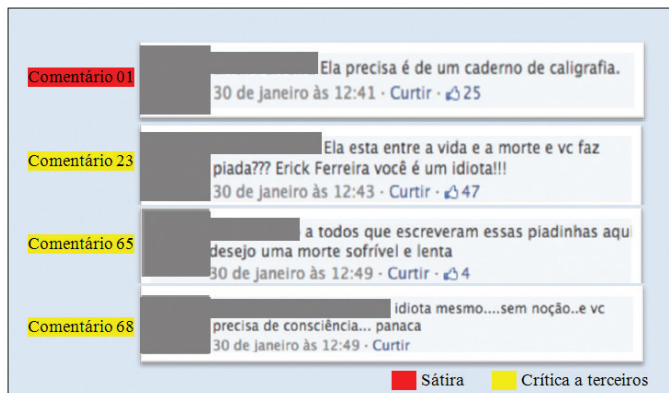 Comentário 01
Ela precisa é de um caderno de caligrafia.
30 de janeiro às 12:41 · Curtir · 25
Comentário 23
Ela esta entre a vida e a morte e vc faz
piada??? Erick Ferreira você é um idiota!!!
30 de janeiro às 12:43 · Curtir · 47
Comentário 65
a todos que escreveram essas piadinhas aqui
desejo uma morte sofrível e lenta
30 de janeiro às 12:49 · Curtir · 4
Comentário 68
idiota mesmo....sem noção..e vc
precisa de consciência... panaca
30 de janeiro às 12:49 · Curtir
Sátira
Crítica a terceiros